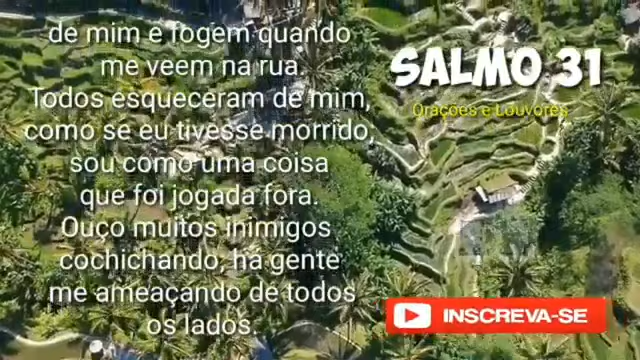 de mim e fogem quando
me veem na rua.
Todos esqueceram de mim,
como se eu tivesse morrido,
sou como uma coisa
que foi jogada fora.
Ouço muitos inimigos
cochichando, há gente
me ameaçando de todos
os lados.
SALMO 31
Orações e Louvores
INSCREVA-SE